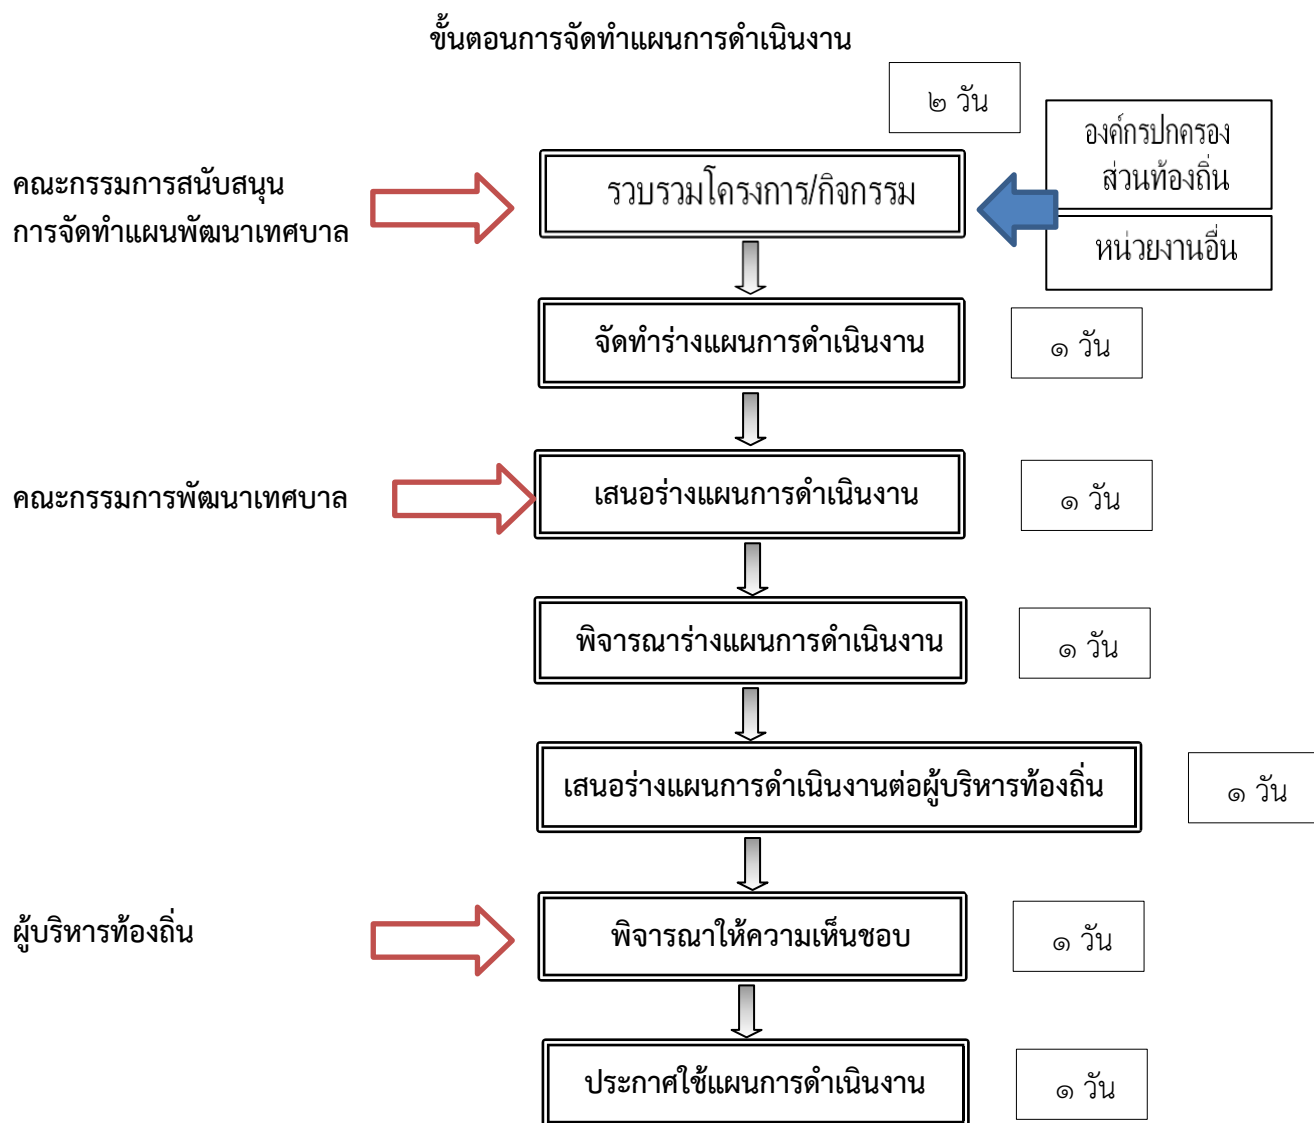 ขั้นตอนการจัดทำแผนการดำเนินงาน
๒ วัน
องค์กรปกครอง
ส่วนท้องถิ่น
คณะกรรมการสนับสนุน
การจัดทำแผนพัฒนาเทศบาล
รวบรวมโครงการ/กิจกรรม
หน่วยงานอื่น
จัดทำร่างแผนการดำเนินงาน
๑ วัน
คณะกรรมการพัฒนาเทศบาล
เสนอร่างแผนการดำเนินงาน
๑ วัน
พิจารณาร่างแผนการดำเนินงาน
๑ วัน
เสนอร่างแผนการดำเนินงานต่อผู้บริหารท้องถิ่น
๑ วัน
ผู้บริหารท้องถิ่น
พิจารณาให้ความเห็นชอบ
๑ วัน
ประกาศใช้แผนการดำเนินงาน
๑ วัน